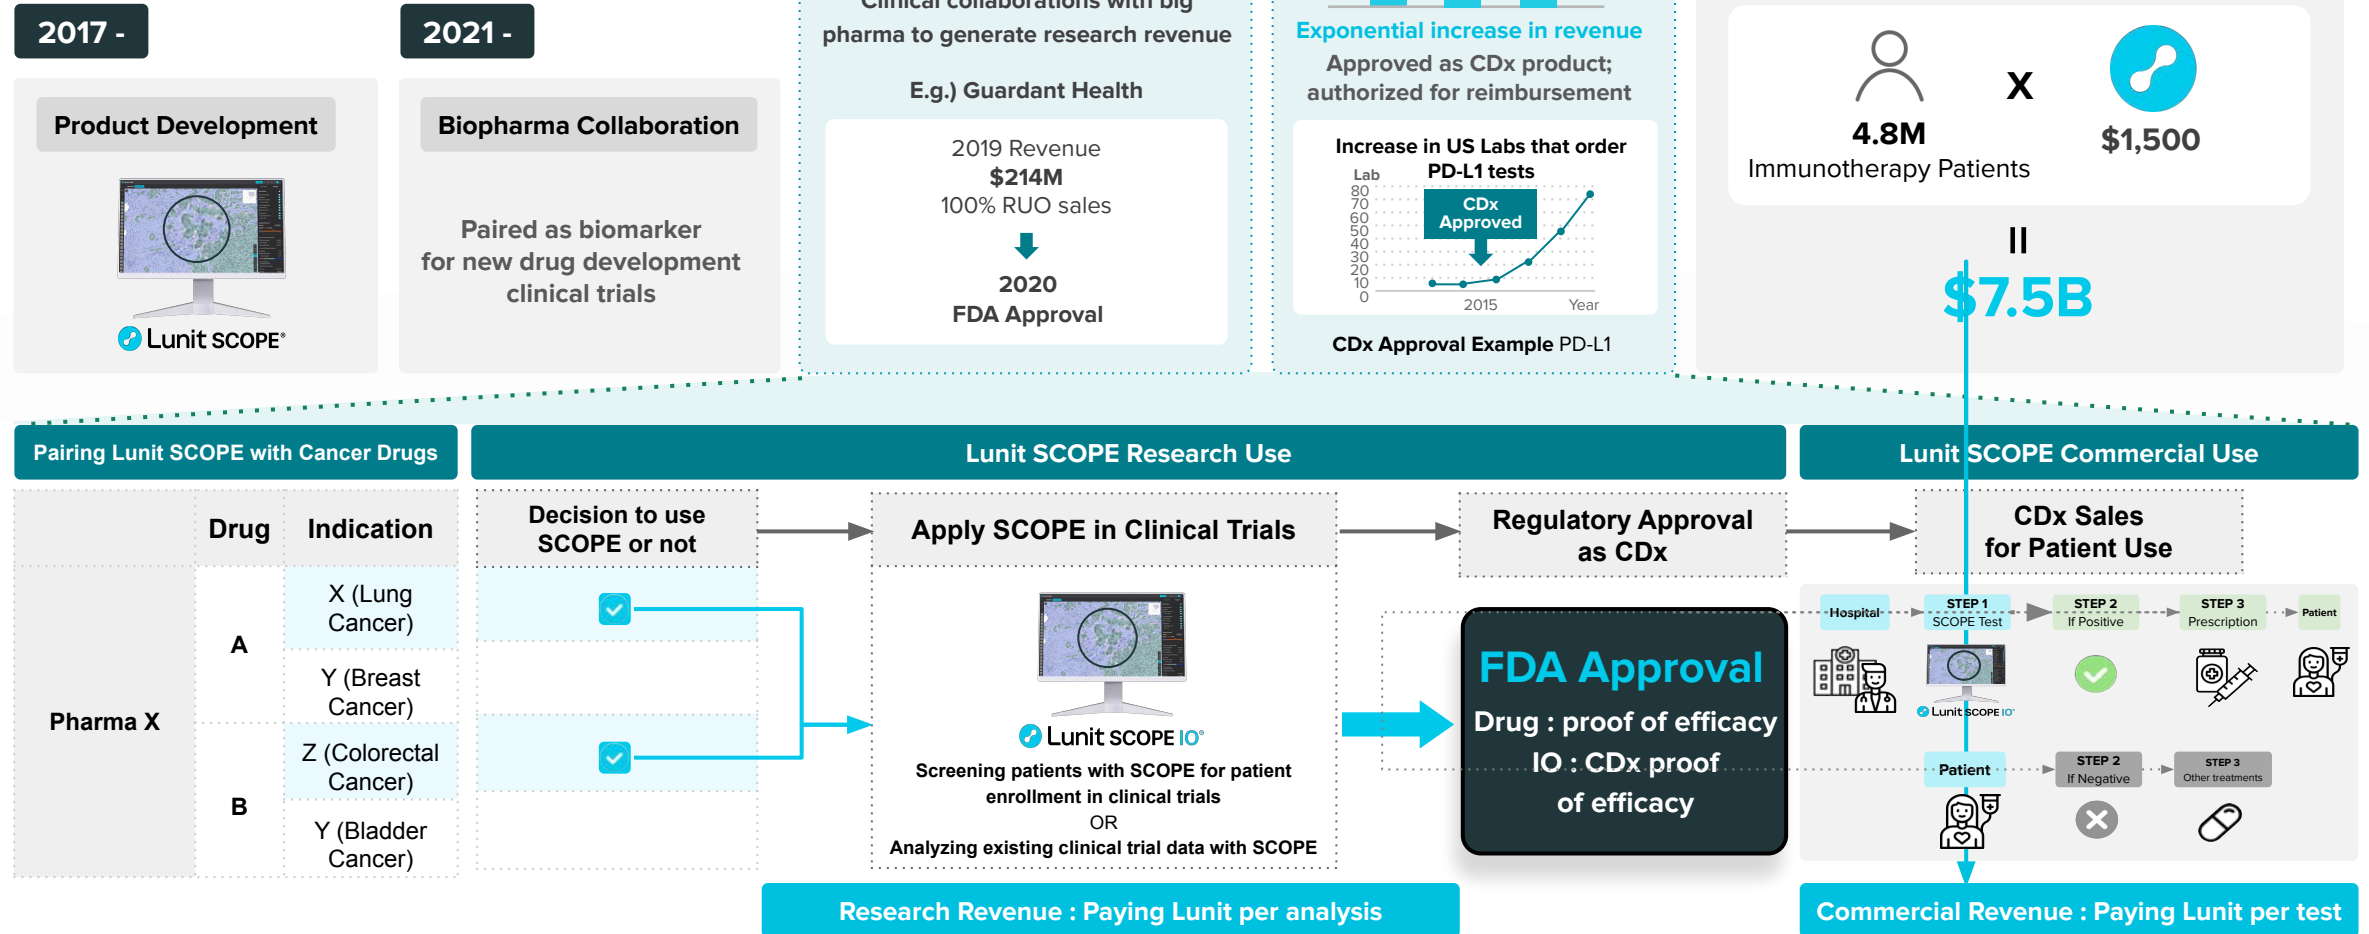 2017 -
Product Development
Lunit SCOPE®
2021 -
Biopharma Collaboration
Paired as biomarker
for new drug development
clinical trials
Clinical collaborations with big
pharma to generate research revenue
E.g.) Guardant Health
2019 Revenue
$214M
100% RUO sales
2020
FDA Approval
Exponential increase in revenue
Approved as CDx product;
authorized for reimbursement
Increase in US Labs that order
PD-L1 tests
Lab
80
70
60
50
40
30
20
10
0
CDx
Approved
2015
Year
CDx Approval Example PD-L1
4.8M
Immunotherapy Patients
X
$1,500
=
$7.5B
Pairing Lunit SCOPE with Cancer Drugs
Lunit SCOPE Research Use
Lunit SCOPE Commercial Use
Drug
Indication
Pharma X
A
X (Lung
Cancer)
Y (Breast
Cancer)
B
Z (Colorectal
Cancer)
Y (Bladder
Cancer)
Decision to use
SCOPE or not
Apply SCOPE in Clinical Trials
Lunit SCOPE IO®
Screening patients with SCOPE for patient
enrollment in clinical trials
OR
Analyzing existing clinical trial data with SCOPE
Regulatory Approval
as CDx
FDA Approval
Drug : proof of efficacy
IO : CDx proof
of efficacy
CDx Sales
for Patient Use
Hospital
STEP 1
SCOPE Test
STEP 2
If Positive
STEP 3
Prescription
Patient
Lunit SCOPE IO®
Patient
STEP 2
If Negative
STEP 3
Other treatments
Research Revenue : Paying Lunit per analysis
Commercial Revenue : Paying Lunit per test